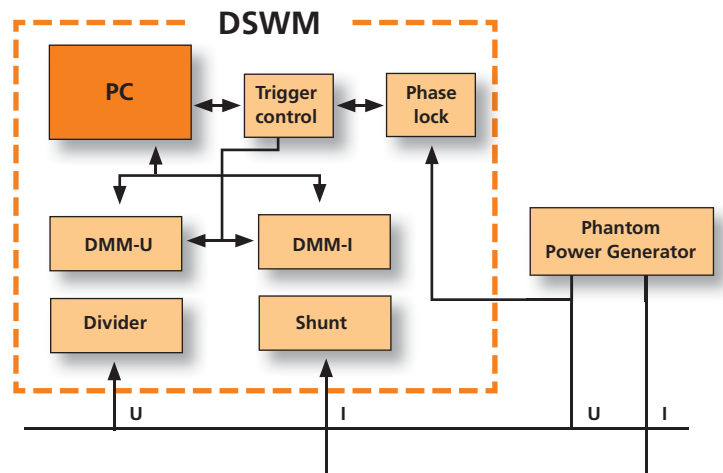 DSWM
PC
Trigger
control
Phase
lock
DMM-U
DMM-I
Phantom
Power Generator
Divider
Shunt
U
I
U
I